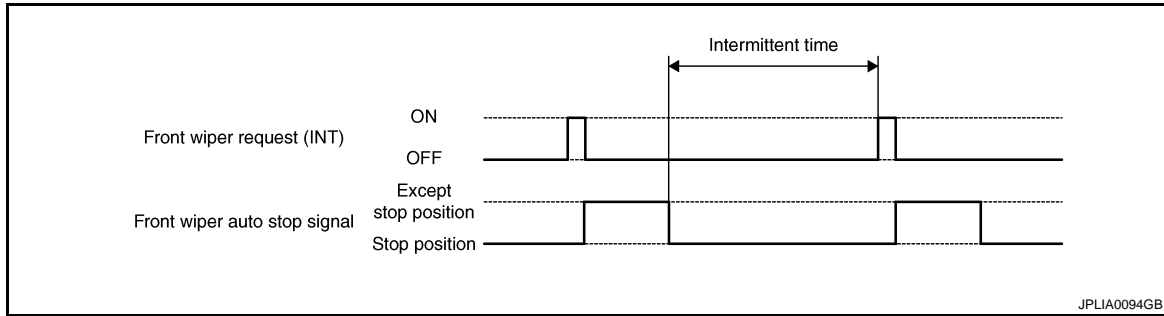 Intermittent time
ON
Front wiper request (INT)
OFF
Except
stop position
Front wiper auto stop signal
Stop position
JPLIA0094GB